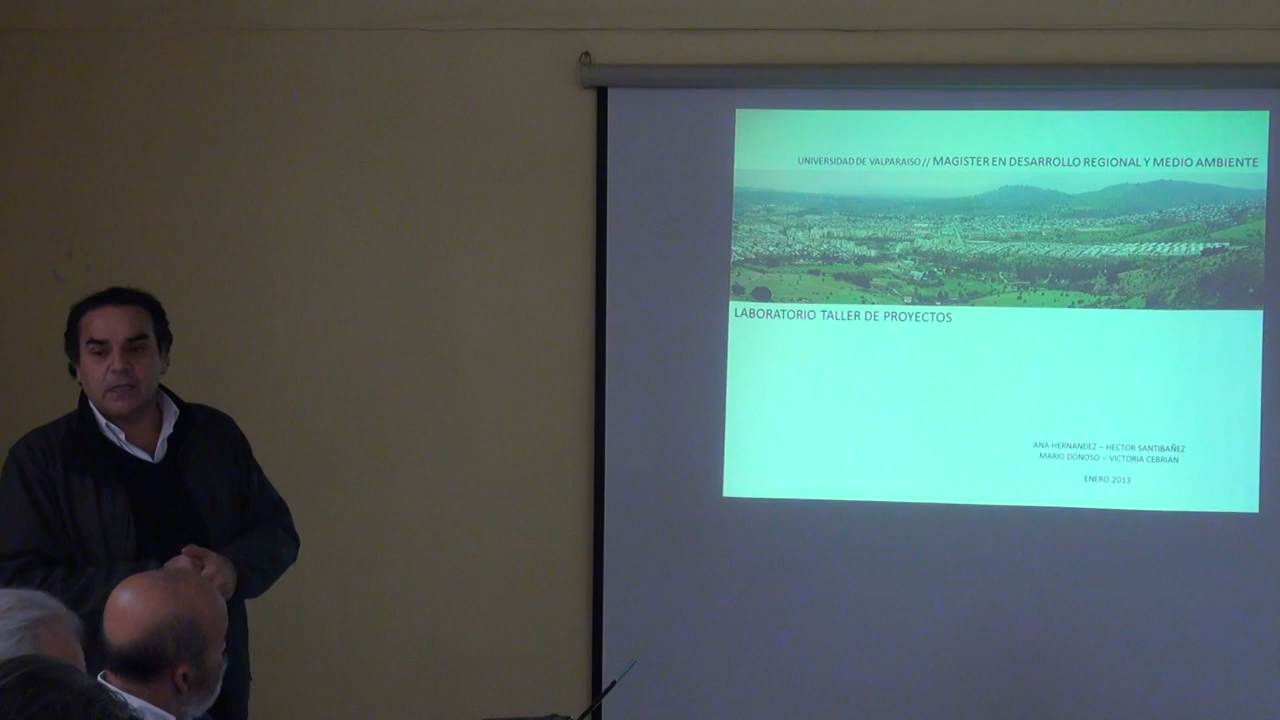 UNIVERSIDAD DE VALPARAISO // MAGISTER EN DESARROLLO REGIONAL Y MEDIO AMBIENTE
LABORATORIO TALLER DE PROYECTOS
ANA HERNANDEZ – HECTOR SANTIBAÑEZ
MARIO DONOSO – VICTORIA CEBRIAN
ENERO 2013